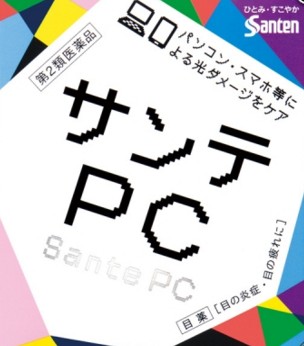 ひとみ・すこやか
Santen
パソコン・スマホ等に
よる光ダメージをケア
第2類医薬品
サンテ
PC
Sante PC
目薬 [目の炎症・目の疲れに]